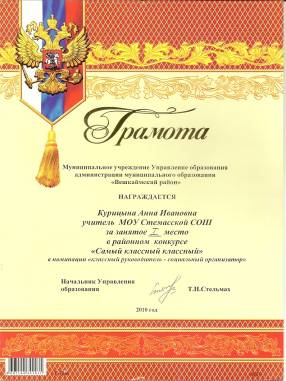 Грамота
Муниципальное учреждение Управление образования
администрации муниципального образования
«Вешкаймский район»
НАГРАЖДАЕТСЯ
Курицына Анна Ивановна
учитель МОУ Стемасской СОШ
за занятое I место
в районном конкурсе
«Самый классный классный»
в номинации «классный руководитель - социальный организатор»
Начальник Управления
образования Т.Н.Стельмах
2010 год